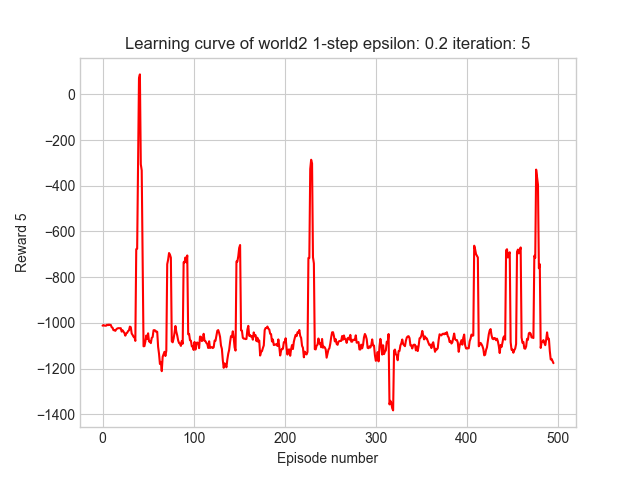 Learning curve of world2 1-step epsilon: 0.2 iteration: 5
0
−200
−400
−600
−800
−1000
−1200
−1400
Reward 5
0 100 200 300 400 500
Episode number